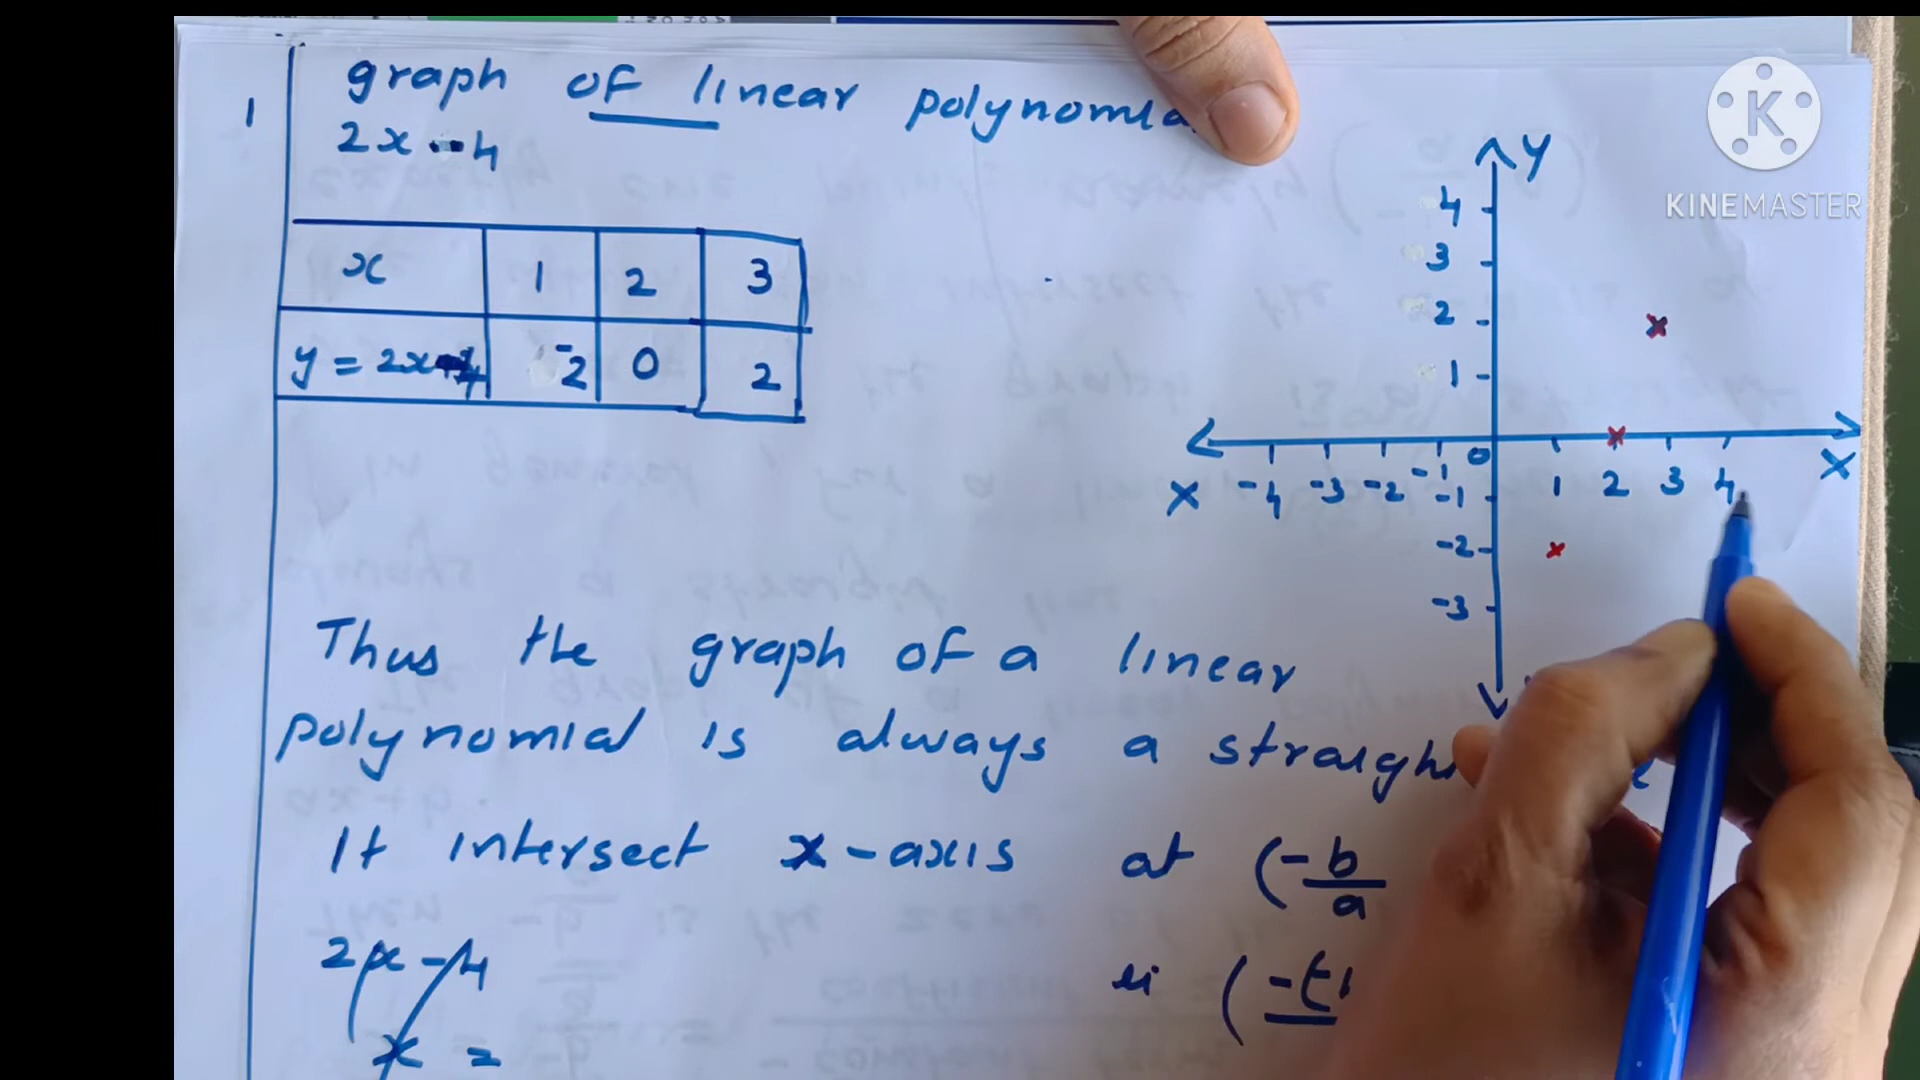 1
graph of linear
2x - 4
x 1 2 3
y = 2x - 4 -2 0 2
Y
4
3
2
1
X -4 -3 -2 -1 0 1 2 3 4 X
-1
-2
-3
Thus the graph of a linear
polynomial is always a
It intersect x-axis at (-b
a
2x - 4
x =
K
KINEMASTER